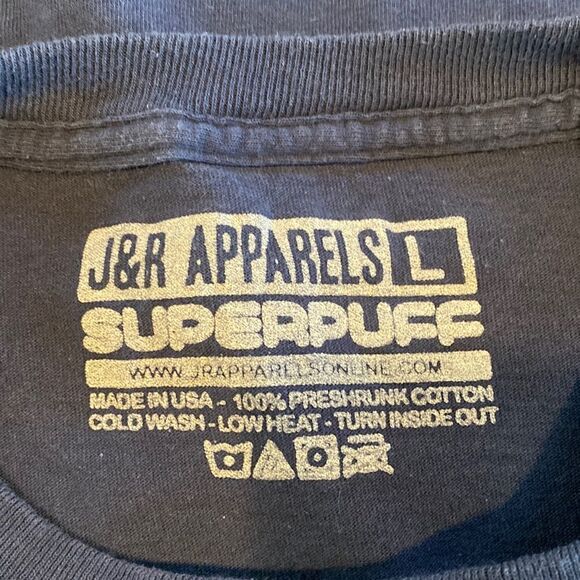 J&R APPARELS L
SUPERPUFF
WWW.JRAPPARELSONLINE.COM
MADE IN USA - 100% PRESHRUNK COTTON
COLD WASH - LOW HEAT - TURN INSIDE OUT